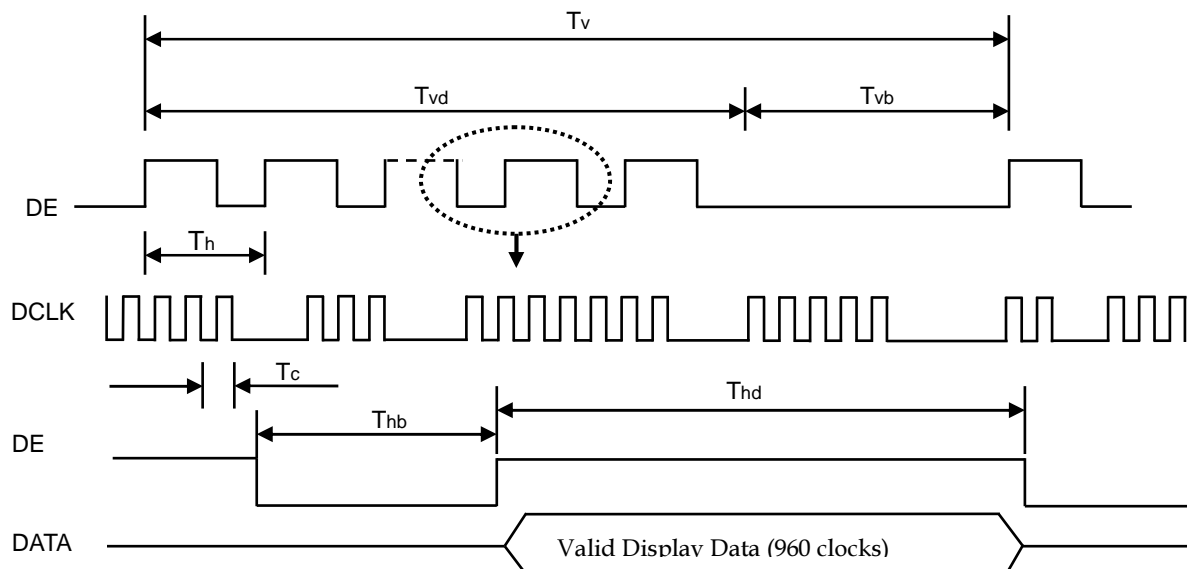 Tv
Tvd
Tvb
DE
Th
DCLK
Tc
Thd
Thb
DE
DATA
Valid Display Data (960 clocks)